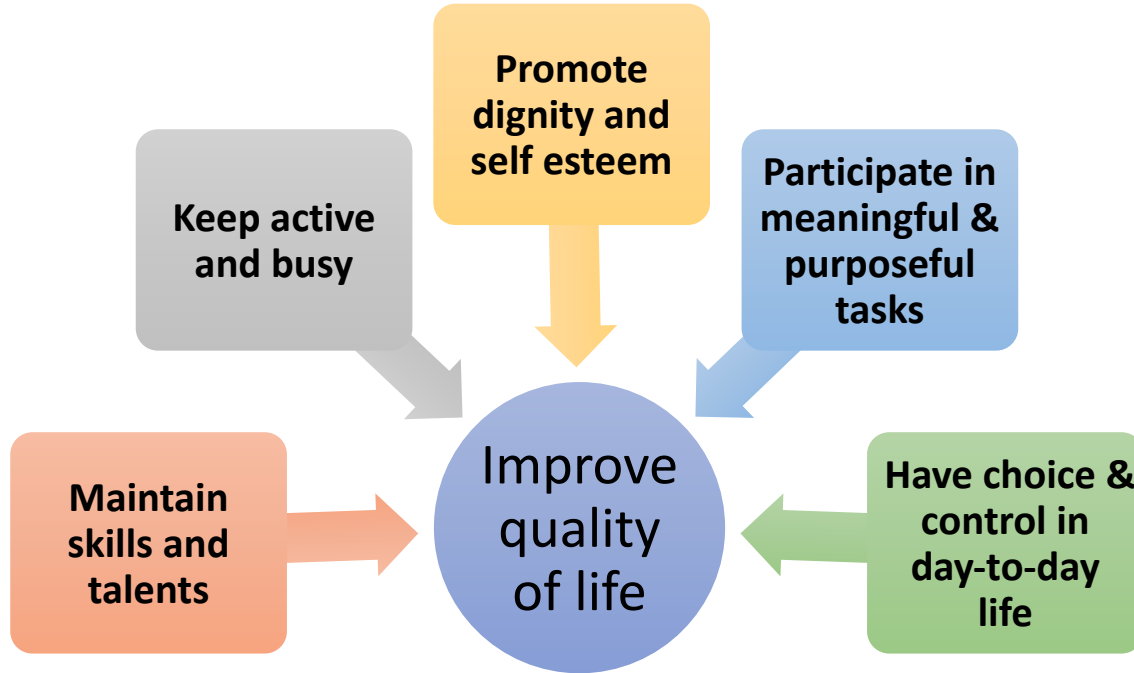 Promote
dignity and
self esteem
Keep active
and busy
Participate in
meaningful &
purposeful
tasks
Maintain
skills and
talents
Improve
quality
of life
Have choice &
control in
day-to-day
life